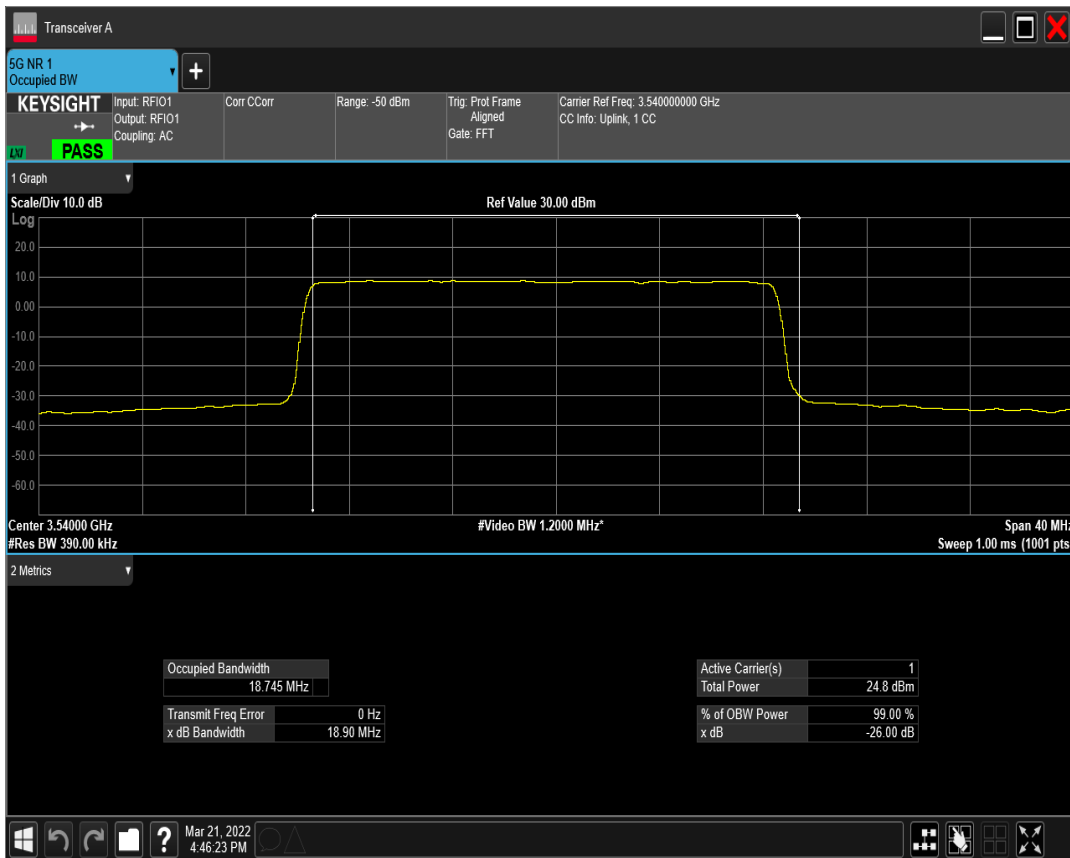 Transceiver A
5G NR 1
Occupied BW
+
KEYSIGHT
LXI
PASS
Input: RFIO1
Output: RFIO1
Coupling: AC
Corr CCorr
Range: -50 dBm
Trig: Prot Frame
Aligned
Gate: FFT
Carrier Ref Freq: 3.540000000 GHz
CC Info: Uplink, 1 CC
1 Graph
Scale/Div 10.0 dB
Ref Value 30.00 dBm
Log
20.0
10.0
0.00
-10.0
-20.0
-30.0
-40.0
-50.0
-60.0
Center 3.54000 GHz
#Video BW 1.2000 MHz*
Span 40 MHz
#Res BW 390.00 kHz
Sweep 1.00 ms (1001 pts
2 Metrics
Occupied Bandwidth
18.745 MHz
Transmit Freq Error 0 Hz
x dB Bandwidth 18.90 MHz
Active Carrier(s) 1
Total Power 24.8 dBm
% of OBW Power 99.00 %
x dB -26.00 dB
?
Mar 21, 2022
4:46:23 PM